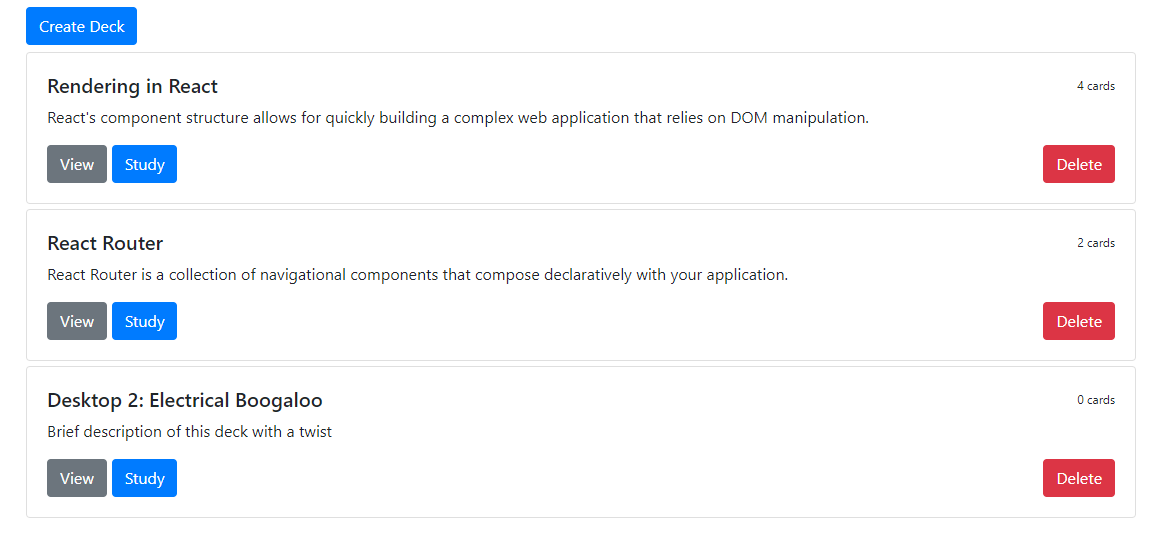 Create Deck
Rendering in React
4 cards
React's component structure allows for quickly building a complex web application that relies on DOM manipulation.
View Study Delete
React Router
2 cards
React Router is a collection of navigational components that compose declaratively with your application.
View Study Delete
Desktop 2: Electrical Boogaloo
0 cards
Brief description of this deck with a twist
View Study Delete